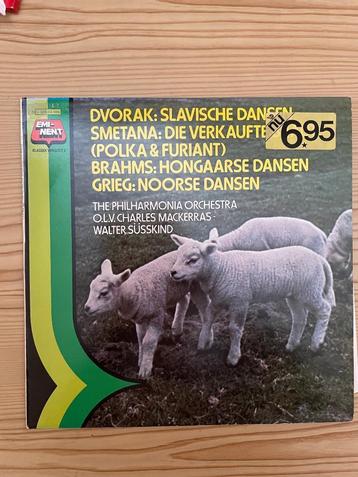 EMI-
NENT
DVORAK: SLAVISCHE DANSEN
SMETANA: DIE VERKAUFTE
(POLKA & FURIANT)
BRAHMS: HONGAARSE DANSEN
GRIEG: NOORSE DANSEN
nu
6.95
THE PHILHARMONIA ORCHESTRA
O.L.V. CHARLES MACKERRAS -
WALTER SÜSSKIND